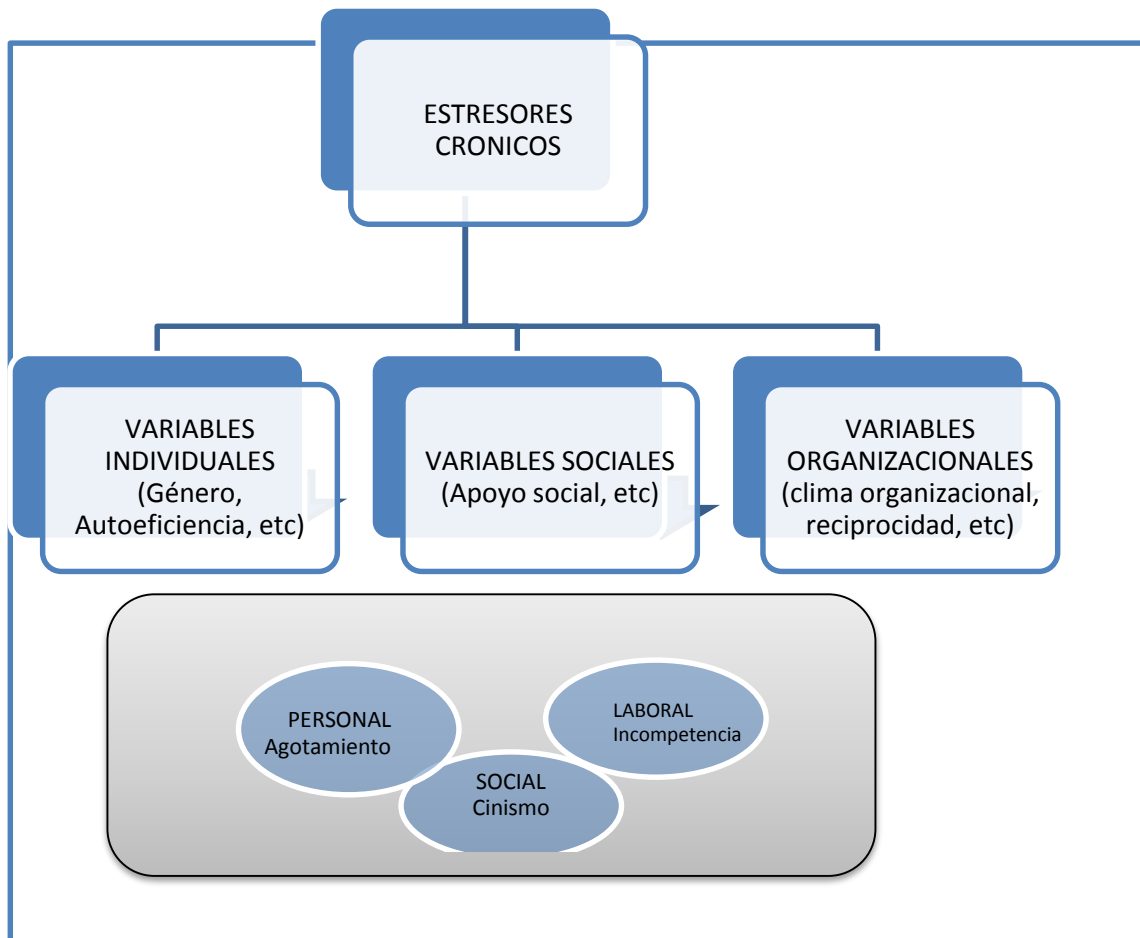 ESTRESORES
CRONICOS
VARIABLES
INDIVIDUALES
(Género,
Autoeficiencia, etc)
VARIABLES SOCIALES
(Apoyo social, etc)
VARIABLES
ORGANIZACIONALES
(clima organizacional,
reciprocidad, etc)
PERSONAL
Agotamiento
SOCIAL
Cinismo
LABORAL
Incompetencia